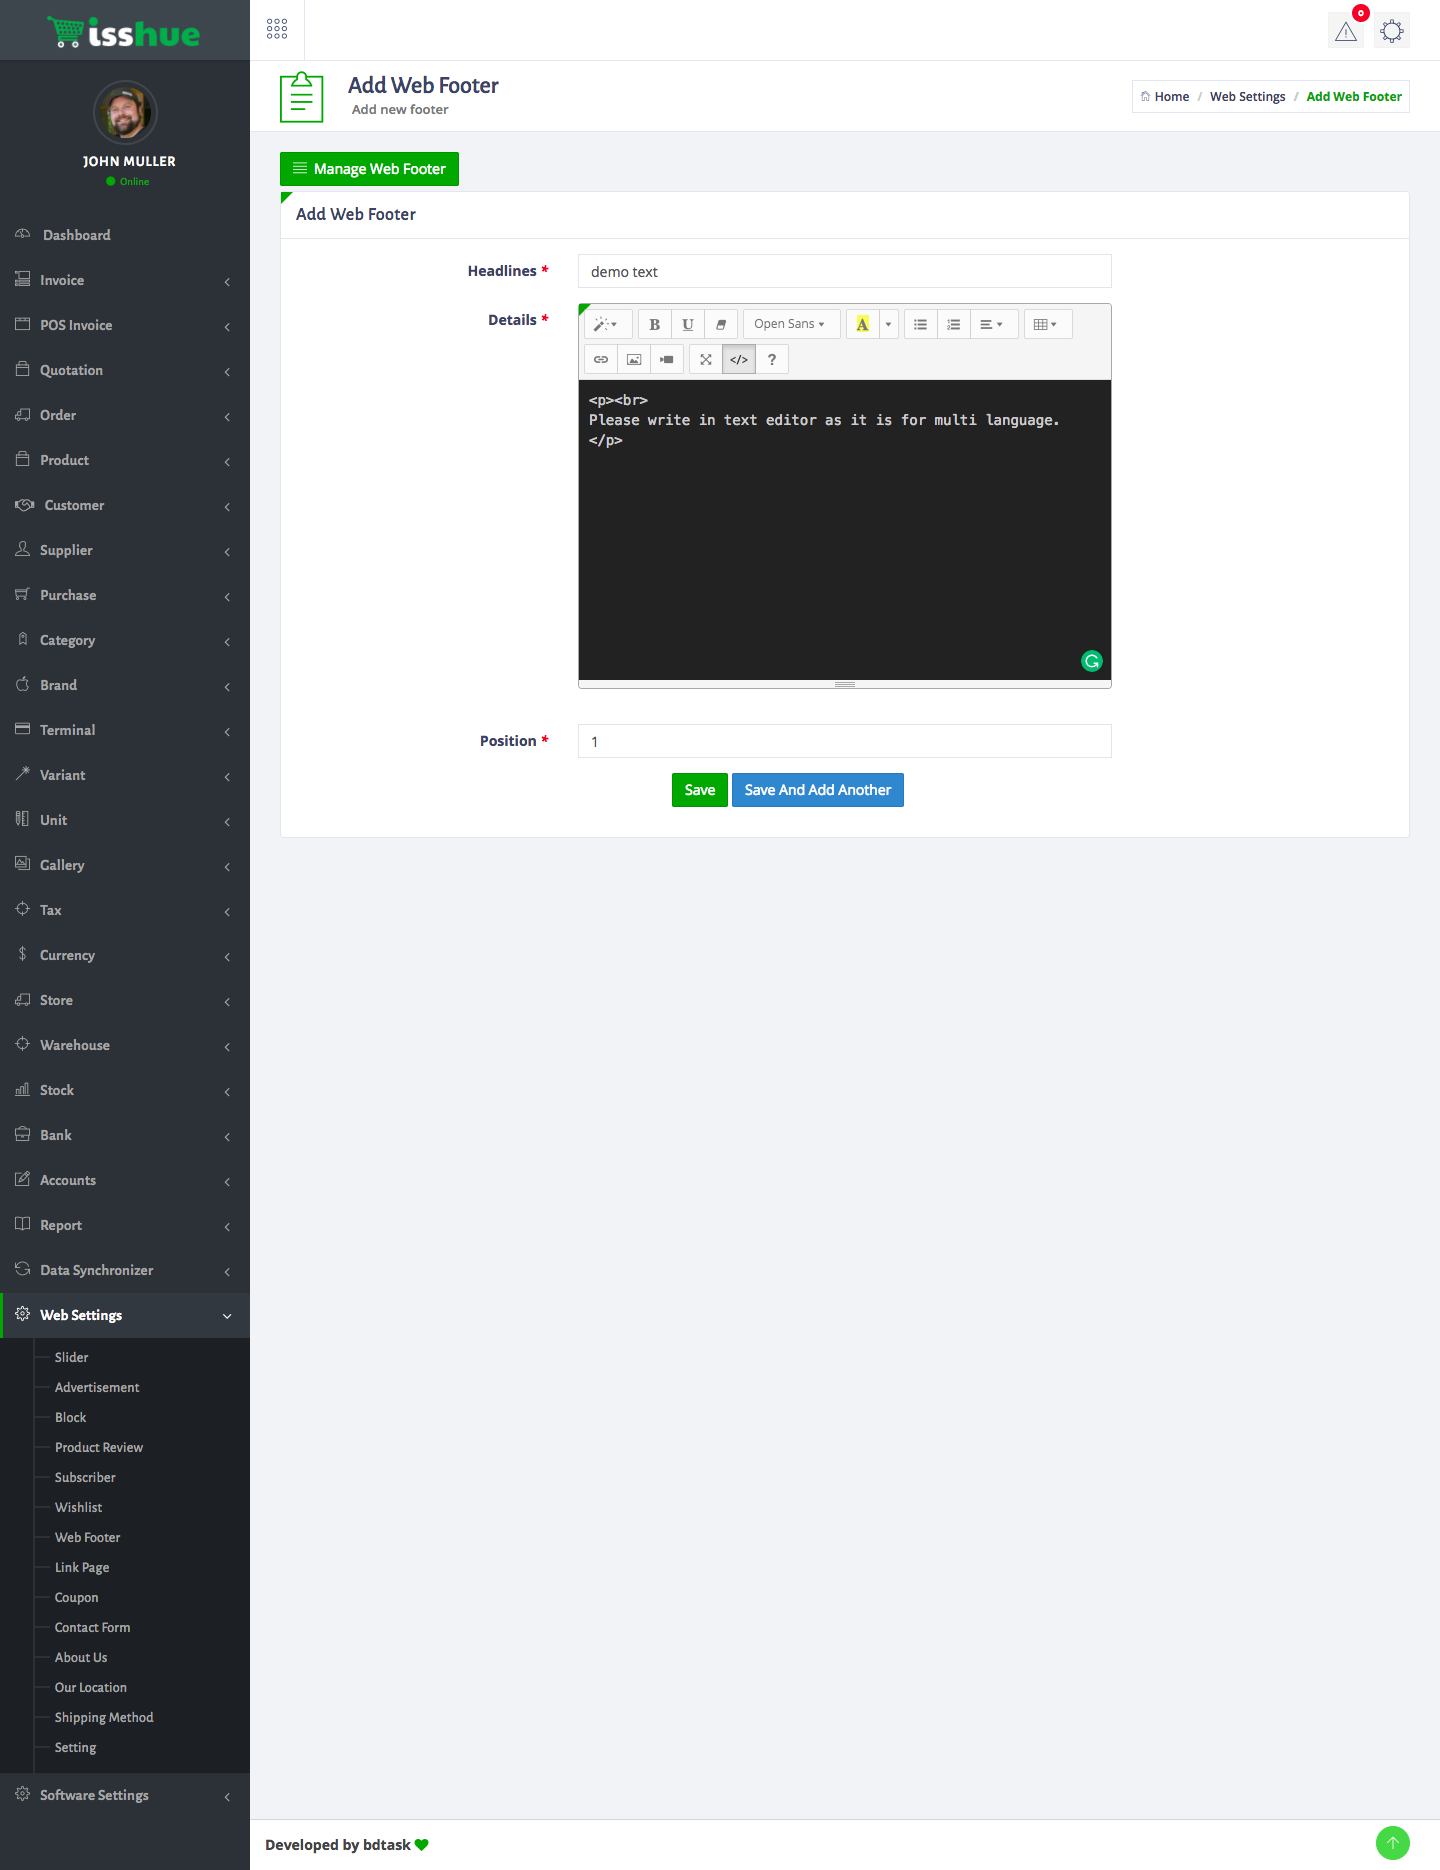 isshue
0
Add Web Footer
Add new footer
Home / Web Settings / Add Web Footer
JOHN MULLER
Online
Dashboard
Invoice
POS Invoice
Quotation
Order
Product
Customer
Supplier
Purchase
Category
Brand
Terminal
Variant
Unit
Gallery
Tax
Currency
Store
Warehouse
Stock
Bank
Accounts
Report
Data Synchronizer
Web Settings
Slider
Advertisement
Block
Product Review
Subscriber
Wishlist
Web Footer
Link Page
Coupon
Contact Form
About Us
Our Location
Shipping Method
Setting
Software Settings
Manage Web Footer
Add Web Footer
Headlines *
demo text
Details *
B U Open Sans A
</> ?
<p><br>
Please write in text editor as it is for multi language.
</p>
Position *
1
Save
Save And Add Another
Developed by bdtask